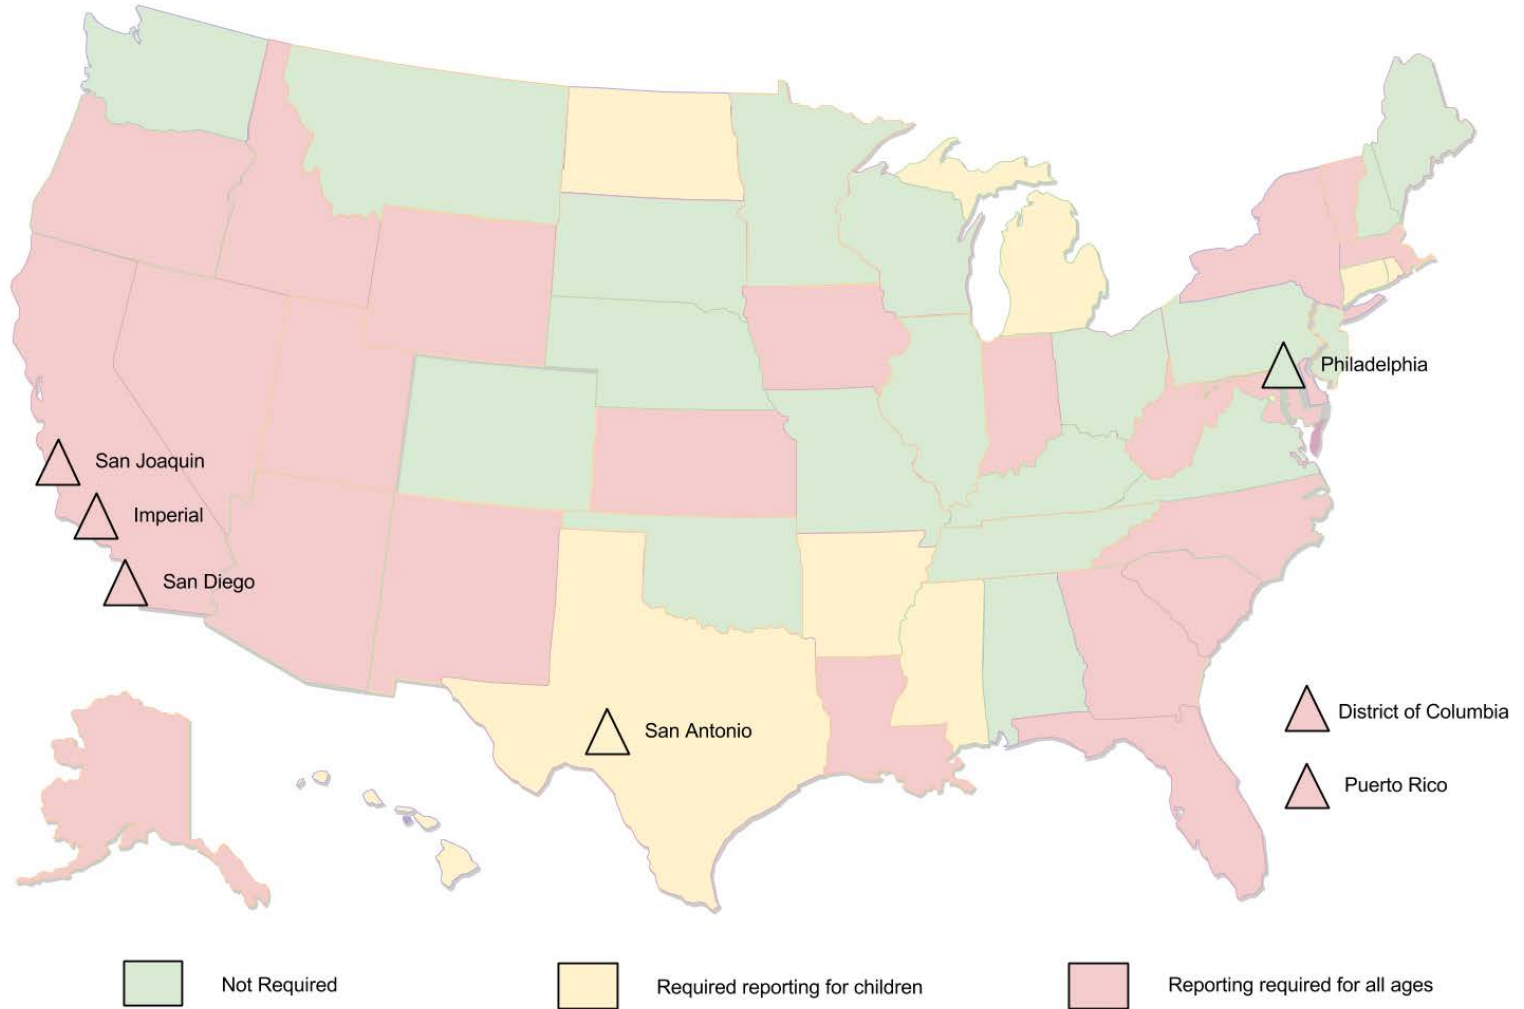 Philadelphia
San Joaquin
Imperial
San Diego
San Antonio
District of Columbia
Puerto Rico
Not Required
Required reporting for children
Reporting required for all ages